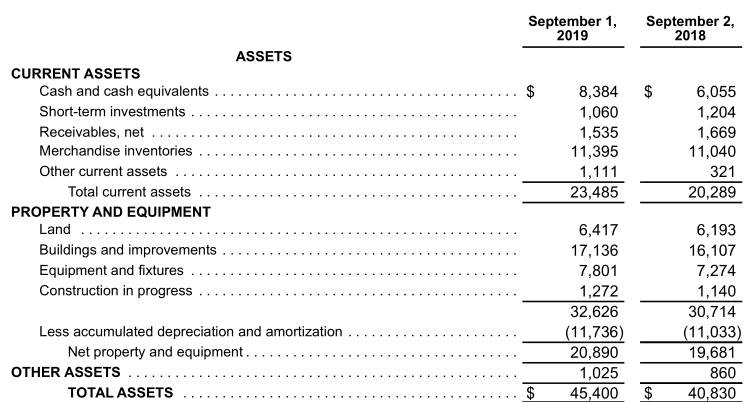 September 1, September 2,
2019 2018
ASSETS
CURRENT ASSETS
Cash and cash equivalents $ 8,384 $ 6,055
Short-term investments 1,060 1,204
Receivables, net 1,535 1,669
Merchandise inventories 11,395 11,040
Other current assets 1,111 321
Total current assets 23,485 20,289
PROPERTY AND EQUIPMENT
Land 6,417 6,193
Buildings and improvements 17,136 16,107
Equipment and fixtures 7,801 7,274
Construction in progress 1,272 1,140
32,626 30,714
Less accumulated depreciation and amortization (11,736) (11,033)
Net property and equipment 20,890 19,681
OTHER ASSETS 1,025 860
TOTAL ASSETS $ 45,400 $ 40,830